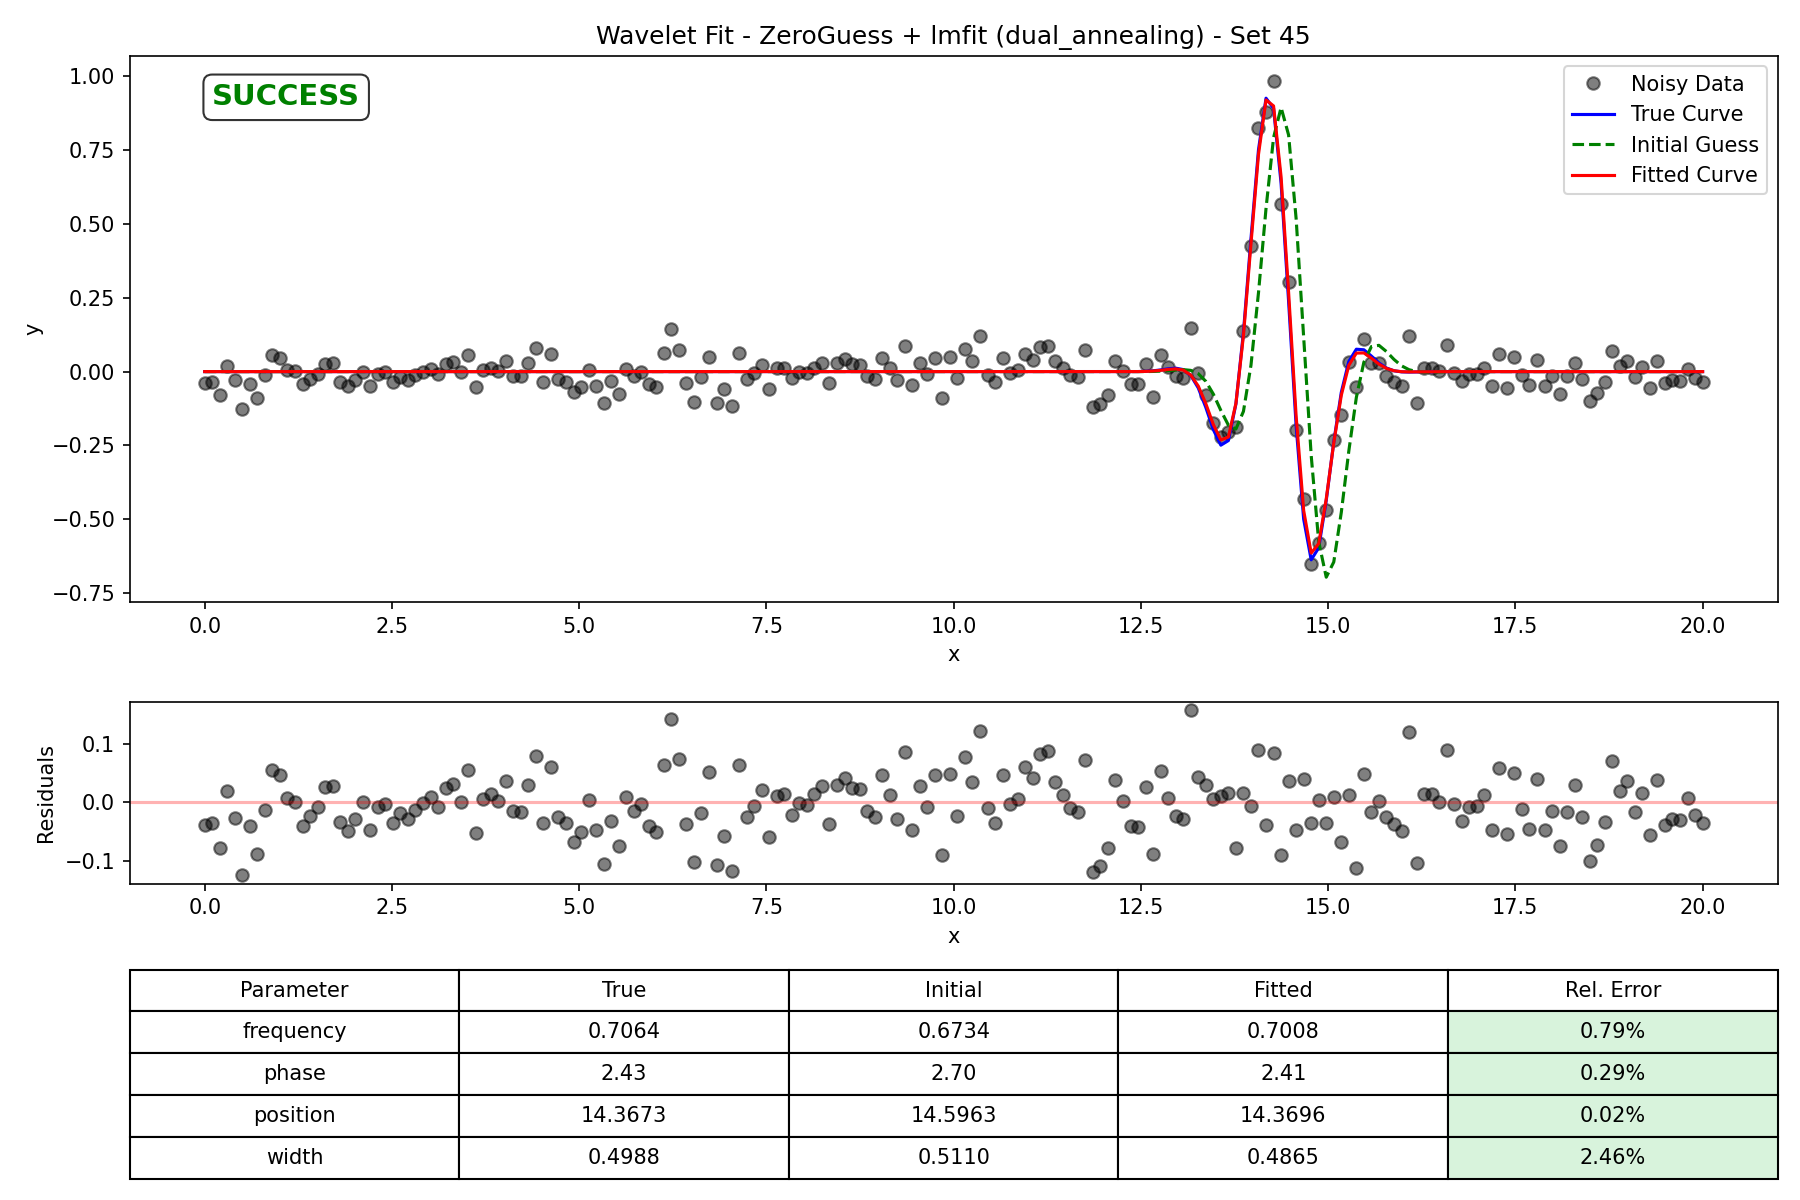 Wavelet Fit - ZeroGuess + lmfit (dual_annealing) - Set 45
SUCCESS
Noisy Data
True Curve
Initial Guess
Fitted Curve
1.00
0.75
0.50
0.25
0.00
−0.25
−0.50
−0.75
y
0.0 2.5 5.0 7.5 10.0 12.5 15.0 17.5 20.0
x
0.1
0.0
−0.1
Residuals
0.0 2.5 5.0 7.5 10.0 12.5 15.0 17.5 20.0
x
Parameter True Initial Fitted Rel. Error
frequency 0.7064 0.6734 0.7008 0.79%
phase 2.43 2.70 2.41 0.29%
position 14.3673 14.5963 14.3696 0.02%
width 0.4988 0.5110 0.4865 2.46%